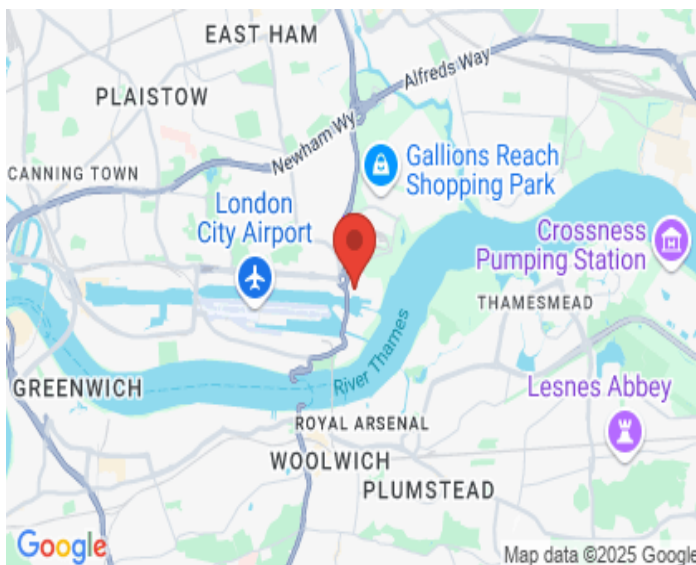 EAST HAM
Alfreds Way
PLAISTOW
Newham Wy
Gallions Reach
Shopping Park
CANNING TOWN
London
City Airport
Crossness
Pumping Station
THAMESMEAD
River Thames
GREENWICH
Lesnes Abbey
ROYAL ARSENAL
WOOLWICH
PLUMSTEAD
Google
Map data ©2025 Google